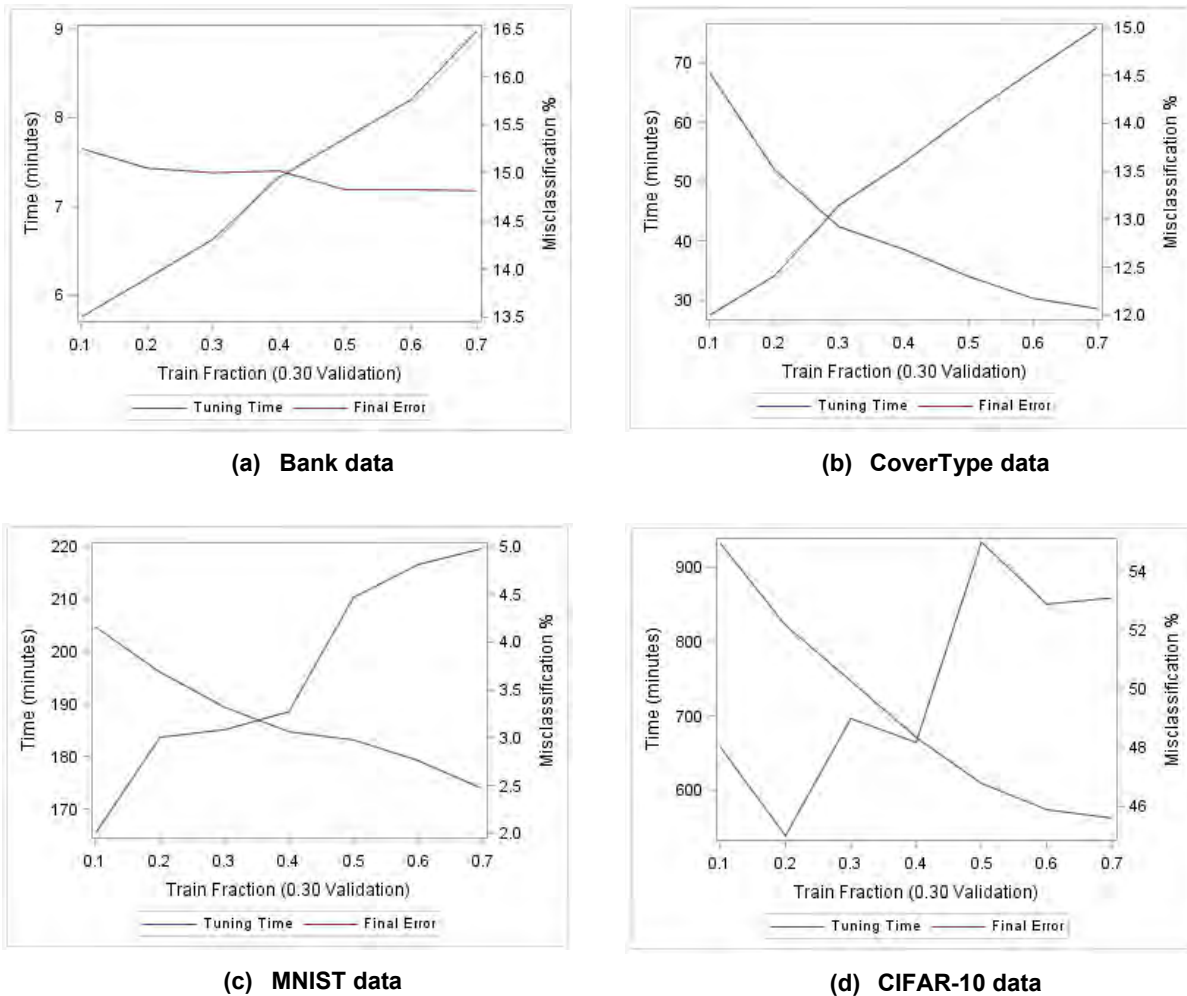 9
8
7
6
Time (minutes)
16.5
16.0
15.5
15.0
14.5
14.0
13.5
Misclassification %
0.1 0.2 0.3 0.4 0.5 0.6 0.7
Train Fraction (0.30 Validation)
Tuning Time Final Error
(a) Bank data
70
60
50
40
30
Time (minutes)
15.0
14.5
14.0
13.5
13.0
12.5
12.0
Misclassification %
0.1 0.2 0.3 0.4 0.5 0.6 0.7
Train Fraction (0.30 Validation)
Tuning Time Final Error
(b) CoverType data
220
210
200
190
180
170
Time (minutes)
5.0
4.5
4.0
3.5
3.0
2.5
2.0
Misclassification %
0.1 0.2 0.3 0.4 0.5 0.6 0.7
Train Fraction (0.30 Validation)
Tuning Time Final Error
(c) MNIST data
900
800
700
600
Time (minutes)
54
52
50
48
46
Misclassification %
0.1 0.2 0.3 0.4 0.5 0.6 0.7
Train Fraction (0.30 Validation)
Tuning Time Final Error
(d) CIFAR-10 data